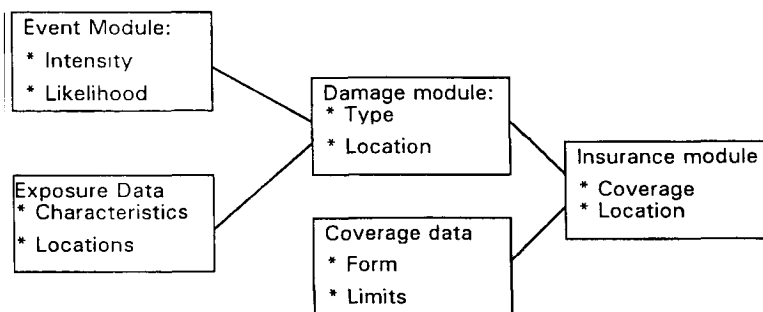 Event Module:
* Intensity
* Likelihood
Damage module:
* Type
* Location
Insurance module
* Coverage
* Location
Exposure Data
* Characteristics
* Locations
Coverage data
* Form
* Limits